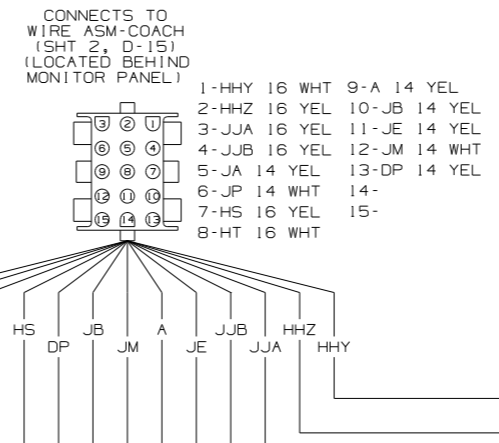 CONNECTS TO
WIRE ASM-COACH
(SHT 2, D-15)
(LOCATED BEHIND
MONITOR PANEL)
1-HHY 16 WHT
2-HHZ 16 YEL
3-JJA 16 YEL
4-JJB 16 YEL
5-JA 14 YEL
6-JP 14 WHT
7-HS 16 YEL
8-HT 16 WHT
9-A 14 YEL
10-JB 14 YEL
11-JE 14 YEL
12-JM 14 WHT
13-DP 14 YEL
14-
15-
3 2 1
6 5 4
9 8 7
12 11 10
15 14 13
HS JB A JJB HHZ
DP JM JE JJA HHY